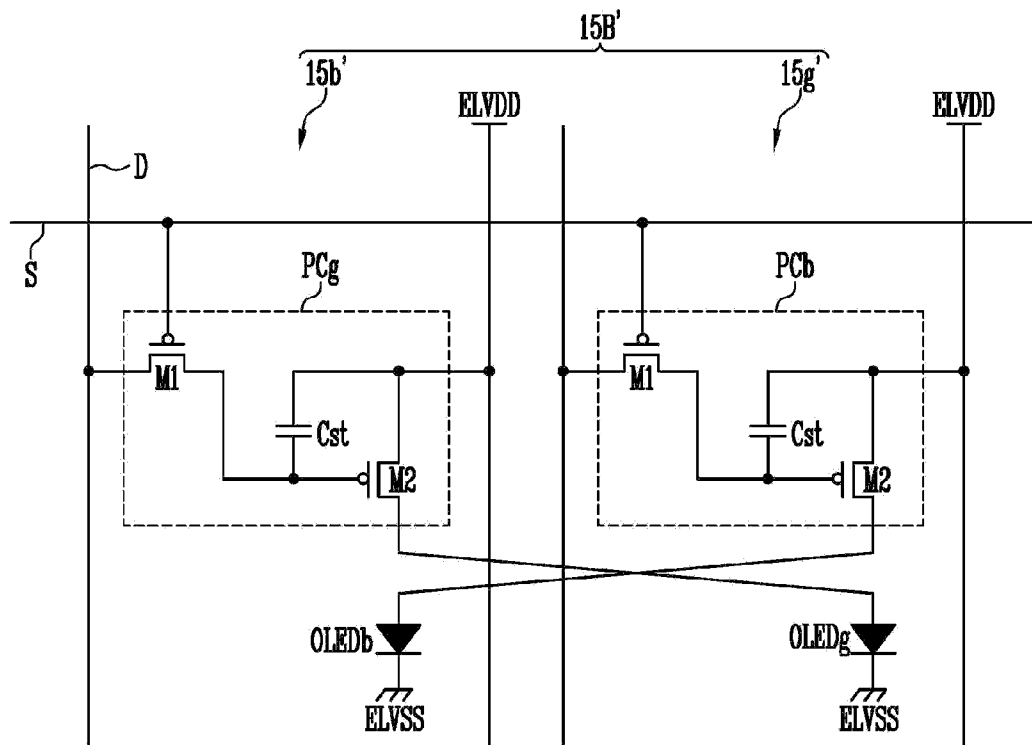 15B'
15b'
15g'
ELVDD
ELVDD
D
S
PCg
PCb
M1
M1
Cst
Cst
M2
M2
OLEDb
OLEDg
ELVSS
ELVSS